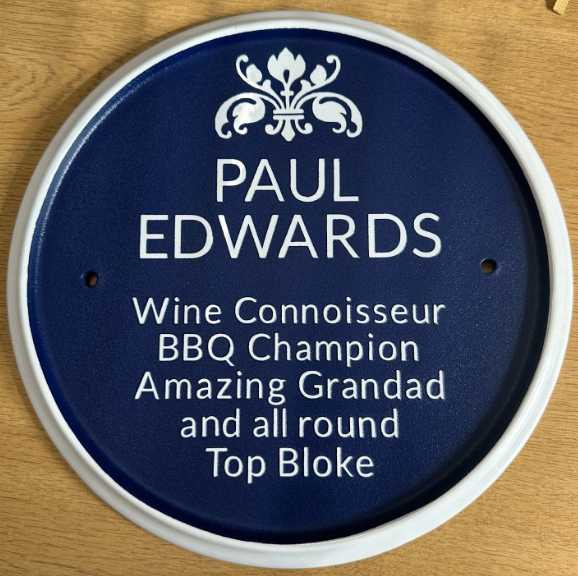 PAUL
EDWARDS
Wine Connoisseur
BBQ Champion
Amazing Grandad
and all round
Top Bloke